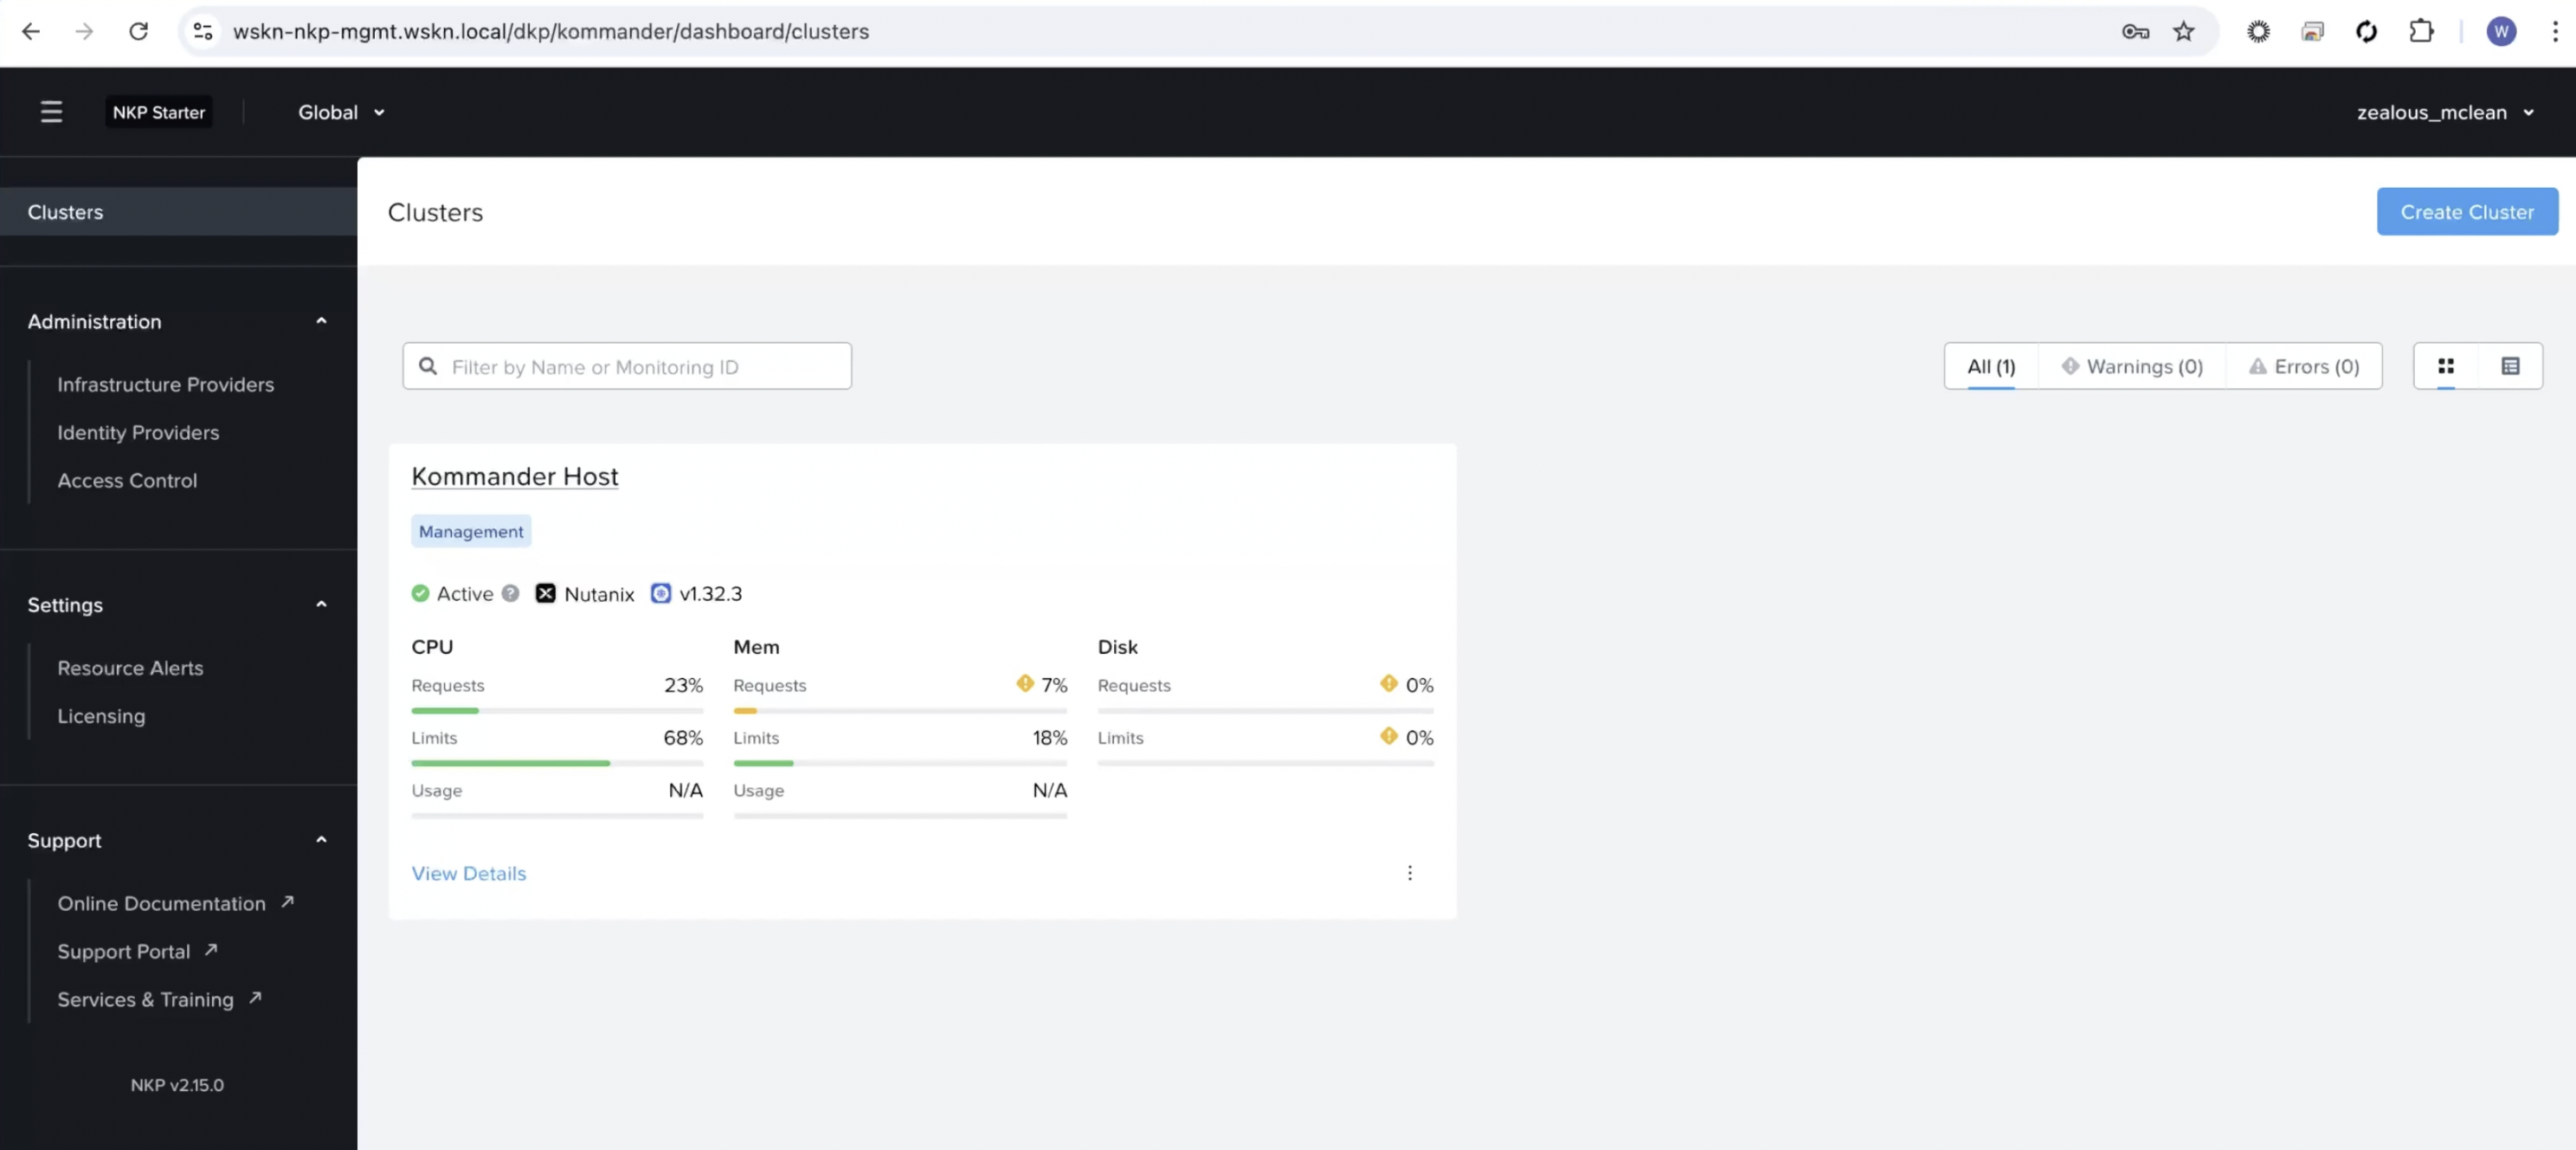 wskn-nkp-mgmt.wskn.local/dkp/kommander/dashboard/clusters
W
NKP Starter
Global
zealous_mclean
Clusters
Administration
Infrastructure Providers
Identity Providers
Access Control
Settings
Resource Alerts
Licensing
Support
Online Documentation
Support Portal
Services & Training
NKP v2.15.0
Clusters
Create Cluster
Filter by Name or Monitoring ID
All (1) Warnings (0) Errors (0)
Kommander Host
Management
Active Nutanix v1.32.3
CPU Mem Disk
Requests 23% Requests 7% Requests 0%
Limits 68% Limits 18% Limits 0%
Usage N/A Usage N/A
View Details